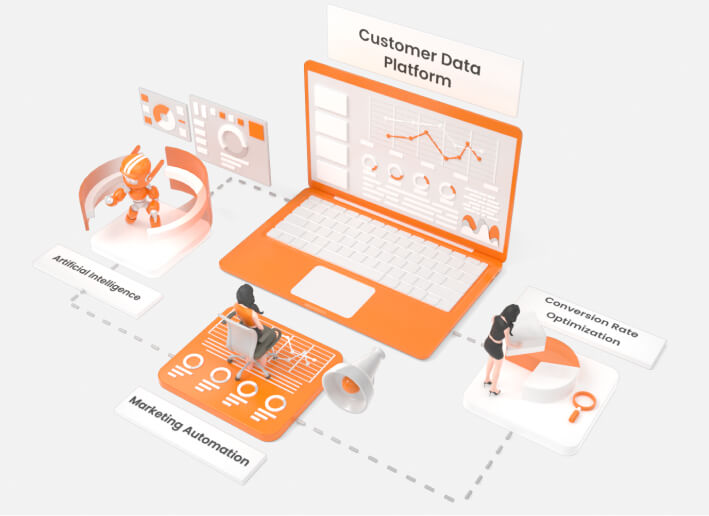 Customer Data
Platform
Artificial intelligence
Conversion Rate
Optimization
Marketing Automation